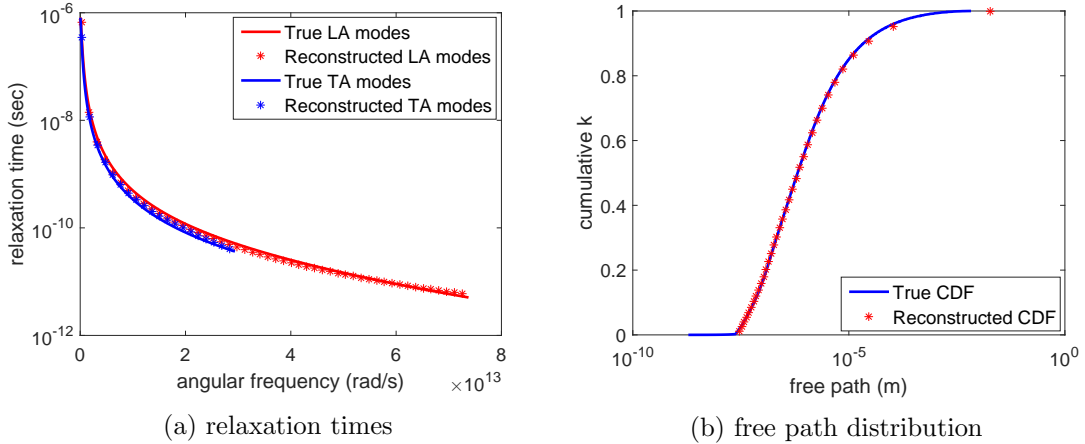 10^-6
10^-8
10^-10
10^-12
relaxation time (sec)
True LA modes
Reconstructed LA modes
True TA modes
Reconstructed TA modes
0 2 4 6 8
angular frequency (rad/s) ×10^13
(a) relaxation times
1
0.8
0.6
0.4
0.2
0
cumulative k
True CDF
Reconstructed CDF
10^-10 10^-5 10^0
free path (m)
(b) free path distribution